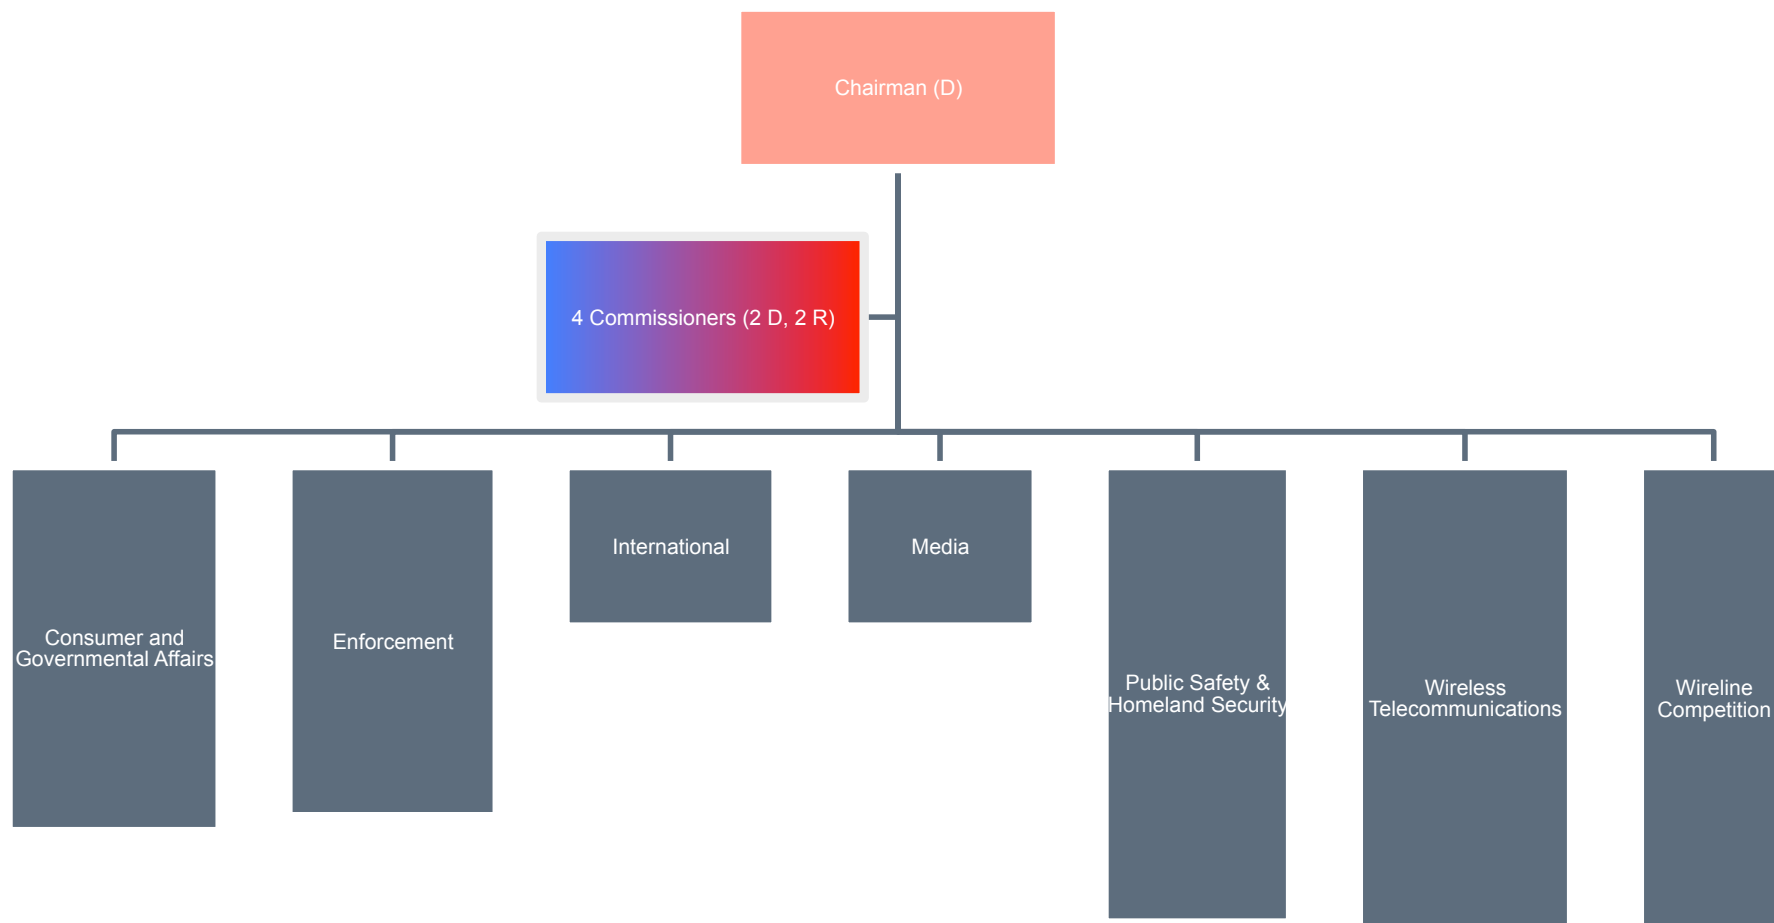 Chairman (D)
4 Commissioners (2 D, 2 R)
Consumer and
Governmental Affairs
Enforcement
International
Media
Public Safety &
Homeland Security
Wireless
Telecommunications
Wireline
Competition